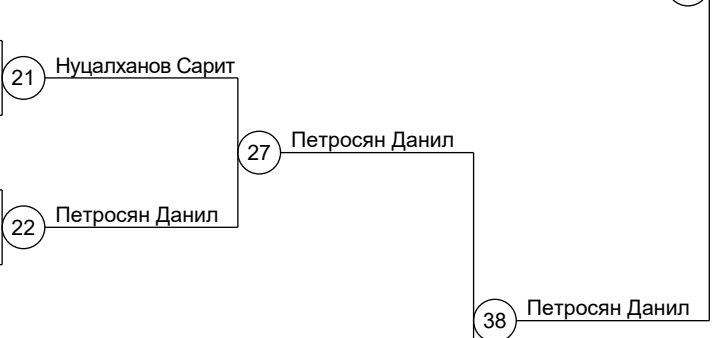 21 Нуцалханов Сарит
27 Петросян Данил
22 Петросян Данил
38 Петросян Данил